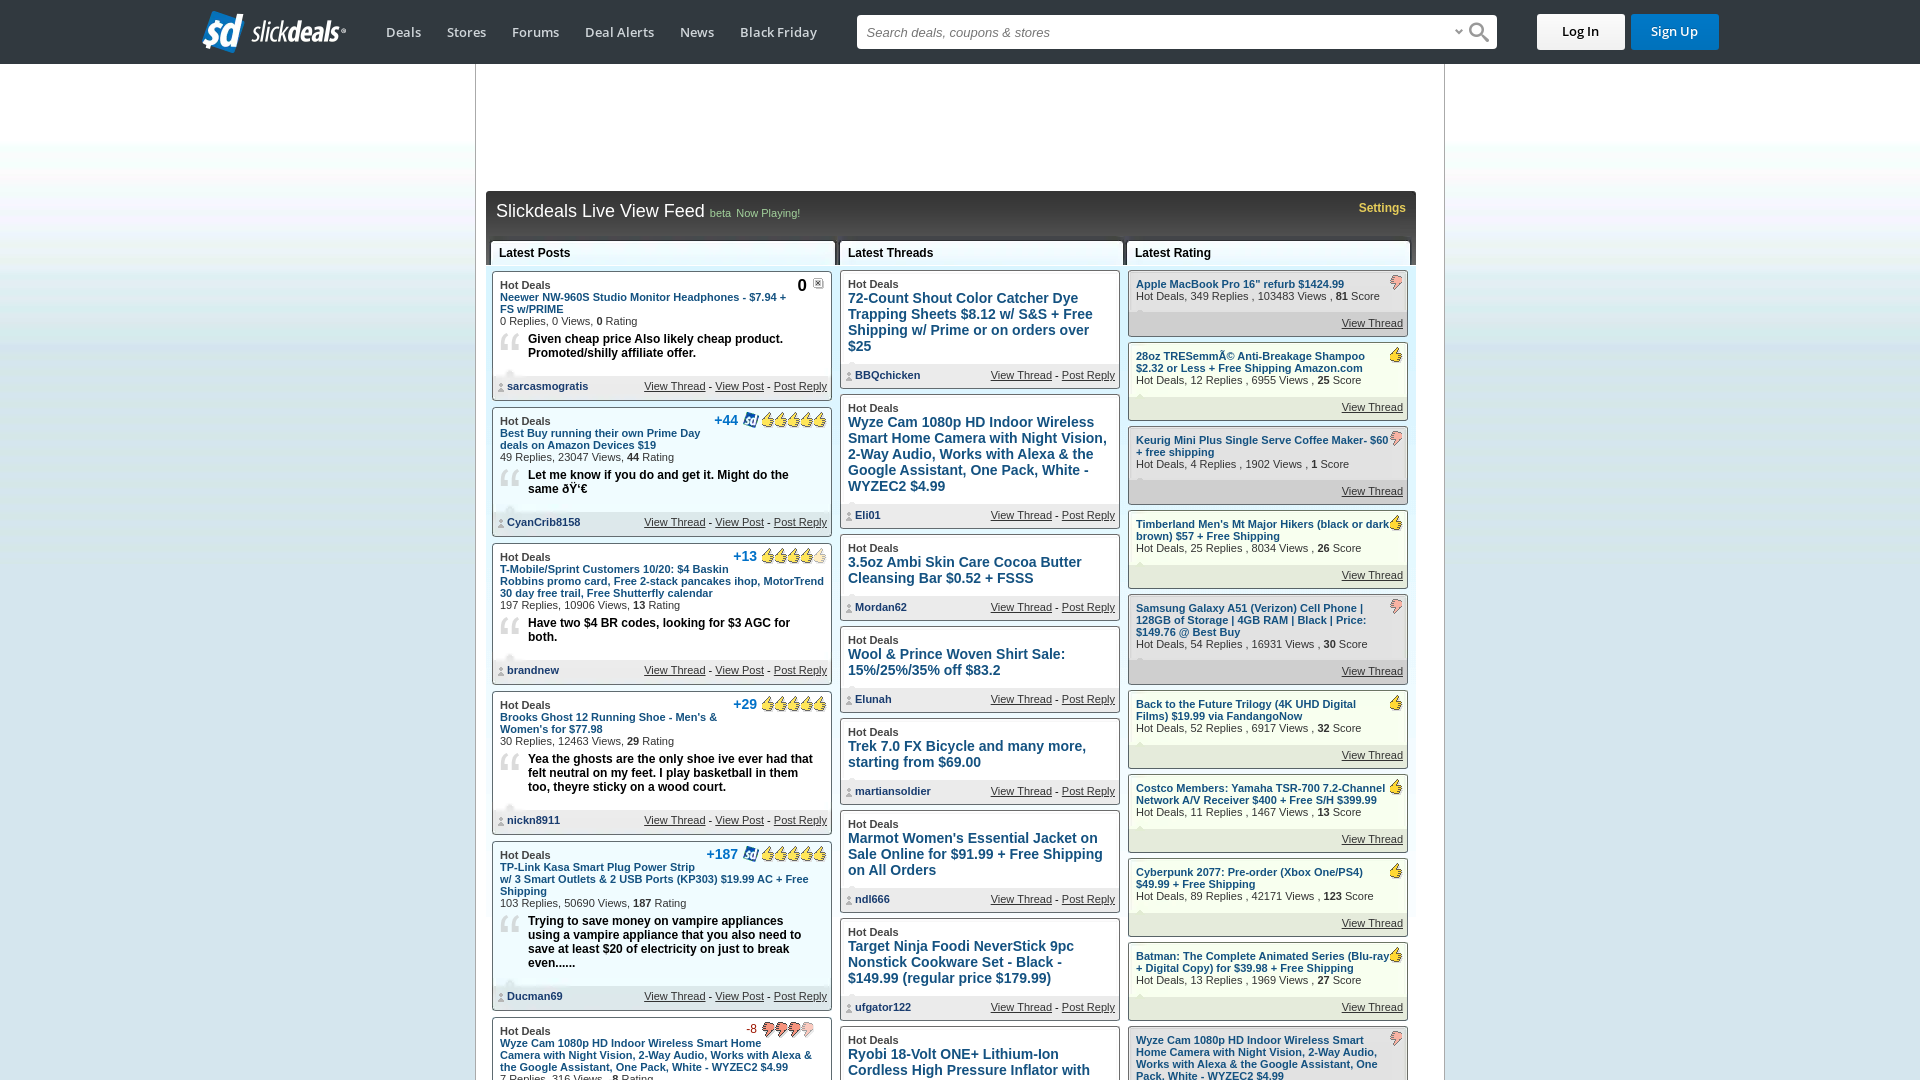 slickdeals
Deals
Stores
Forums
Deal Alerts
News
Black Friday
Search deals, coupons & stores
Log In
Sign Up
Slickdeals Live View Feed beta Now Playing!
Settings
Latest Posts
Hot Deals
0
Neewer NW-960S Studio Monitor Headphones - $7.94 +
FS w/PRIME
0 Replies, 0 Views, 0 Rating
Given cheap price Also likely cheap product.
Promoted/shilly affiliate offer.
sarcasmogratis
View Thread - View Post - Post Reply
Hot Deals
+44
Best Buy running their own Prime Day
deals on Amazon Devices $19
49 Replies, 23047 Views, 44 Rating
Let me know if you do and get it. Might do the
same ðŸ‘€
CyanCrib8158
View Thread - View Post - Post Reply
Hot Deals
+13
T-Mobile/Sprint Customers 10/20: $4 Baskin
Robbins promo card, Free 2-stack pancakes ihop, MotorTrend
30 day free trail, Free Shutterfly calendar
197 Replies, 10906 Views, 13 Rating
Have two $4 BR codes, looking for $3 AGC for
both.
brandnew
View Thread - View Post - Post Reply
Hot Deals
+29
Brooks Ghost 12 Running Shoe - Men's &
Women's for $77.98
30 Replies, 12463 Views, 29 Rating
Yea the ghosts are the only shoe ive ever had that
felt neutral on my feet. I play basketball in them
too, theyre sticky on a wood court.
nickn8911
View Thread - View Post - Post Reply
Hot Deals
+187
TP-Link Kasa Smart Plug Power Strip
w/ 3 Smart Outlets & 2 USB Ports (KP303) $19.99 AC + Free
Shipping
103 Replies, 50690 Views, 187 Rating
Trying to save money on vampire appliances
using a vampire appliance that you also need to
save at least $20 of electricity on just to break
even......
Ducman69
View Thread - View Post - Post Reply
Hot Deals
-8
Wyze Cam 1080p HD Indoor Wireless Smart Home
Camera with Night Vision, 2-Way Audio, Works with Alexa &
the Google Assistant, One Pack, White - WYZEC2 $4.99
7 Replies, 316 Views, -8 Rating
Latest Threads
Hot Deals
72-Count Shout Color Catcher Dye
Trapping Sheets $8.12 w/ S&S + Free
Shipping w/ Prime or on orders over
$25
BBQchicken
View Thread - Post Reply
Hot Deals
Wyze Cam 1080p HD Indoor Wireless
Smart Home Camera with Night Vision,
2-Way Audio, Works with Alexa & the
Google Assistant, One Pack, White -
WYZEC2 $4.99
Eli01
View Thread - Post Reply
Hot Deals
3.5oz Ambi Skin Care Cocoa Butter
Cleansing Bar $0.52 + FSSS
Mordan62
View Thread - Post Reply
Hot Deals
Wool & Prince Woven Shirt Sale:
15%/25%/35% off $83.2
Elunah
View Thread - Post Reply
Hot Deals
Trek 7.0 FX Bicycle and many more,
starting from $69.00
martiansoldier
View Thread - Post Reply
Hot Deals
Marmot Women's Essential Jacket on
Sale Online for $91.99 + Free Shipping
on All Orders
ndl666
View Thread - Post Reply
Hot Deals
Target Ninja Foodi NeverStick 9pc
Nonstick Cookware Set - Black -
$149.99 (regular price $179.99)
ufgator122
View Thread - Post Reply
Hot Deals
Ryobi 18-Volt ONE+ Lithium-Ion
Cordless High Pressure Inflator with
Latest Rating
Apple MacBook Pro 16" refurb $1424.99
Hot Deals, 349 Replies , 103483 Views , 81 Score
View Thread
28oz TRESemmÃ© Anti-Breakage Shampoo
$2.32 or Less + Free Shipping Amazon.com
Hot Deals, 12 Replies , 6955 Views , 25 Score
View Thread
Keurig Mini Plus Single Serve Coffee Maker- $60
+ free shipping
Hot Deals, 4 Replies , 1902 Views , 1 Score
View Thread
Timberland Men's Mt Major Hikers (black or dark
brown) $57 + Free Shipping
Hot Deals, 25 Replies , 8034 Views , 26 Score
View Thread
Samsung Galaxy A51 (Verizon) Cell Phone |
128GB of Storage | 4GB RAM | Black | Price:
$149.76 @ Best Buy
Hot Deals, 54 Replies , 16931 Views , 30 Score
View Thread
Back to the Future Trilogy (4K UHD Digital
Films) $19.99 via FandangoNow
Hot Deals, 52 Replies , 6917 Views , 32 Score
View Thread
Costco Members: Yamaha TSR-700 7.2-Channel
Network A/V Receiver $400 + Free S/H $399.99
Hot Deals, 11 Replies , 1467 Views , 13 Score
View Thread
Cyberpunk 2077: Pre-order (Xbox One/PS4)
$49.99 + Free Shipping
Hot Deals, 89 Replies , 42171 Views , 123 Score
View Thread
Batman: The Complete Animated Series (Blu-ray
+ Digital Copy) for $39.98 + Free Shipping
Hot Deals, 13 Replies , 1969 Views , 27 Score
View Thread
Wyze Cam 1080p HD Indoor Wireless Smart
Home Camera with Night Vision, 2-Way Audio,
Works with Alexa & the Google Assistant, One
Pack, White - WYZEC2 $4.99